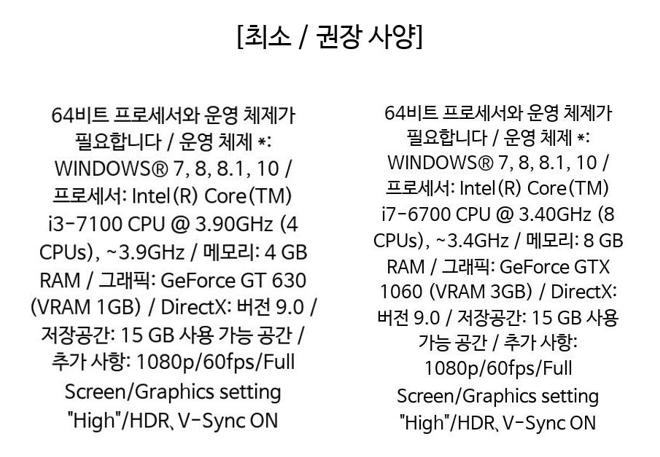 [최소 / 권장 사양]
64비트 프로세서와 운영 체제가
필요합니다 / 운영 체제 *:
WINDOWS® 7, 8, 8.1, 10 /
프로세서: Intel(R) Core(TM)
i3-7100 CPU @ 3.90GHz (4
CPUs), ~3.9GHz / 메모리: 4 GB
RAM / 그래픽: GeForce GT 630
(VRAM 1GB) / DirectX: 버전 9.0 /
저장공간: 15 GB 사용 가능 공간 /
추가 사항: 1080p/60fps/Full
Screen/Graphics setting
"High"/HDR, V-Sync ON
64비트 프로세서와 운영 체제가
필요합니다 / 운영 체제 *:
WINDOWS® 7, 8, 8.1, 10 /
프로세서: Intel(R) Core(TM)
i7-6700 CPU @ 3.40GHz (8
CPUs), ~3.4GHz / 메모리: 8 GB
RAM / 그래픽: GeForce GTX
1060 (VRAM 3GB) / DirectX:
버전 9.0 / 저장공간: 15 GB 사용
가능 공간 / 추가 사항:
1080p/60fps/Full
Screen/Graphics setting
"High"/HDR, V-Sync ON